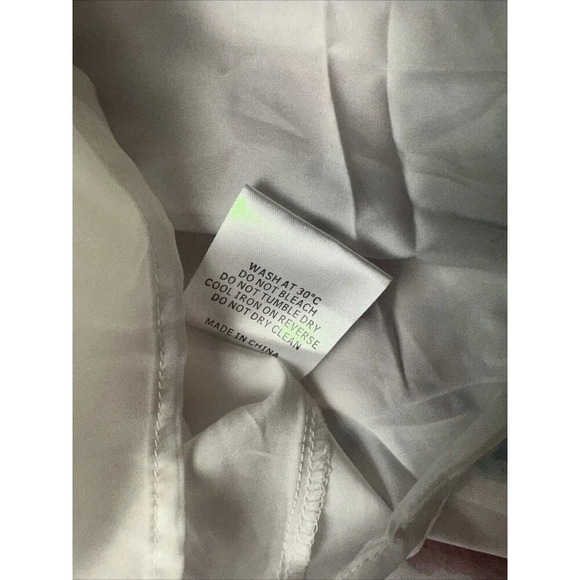 WASH AT 30°C
DO NOT BLEACH
DO NOT TUMBLE DRY
COOL IRON ON REVERSE
DO NOT DRY CLEAN
MADE IN CHINA